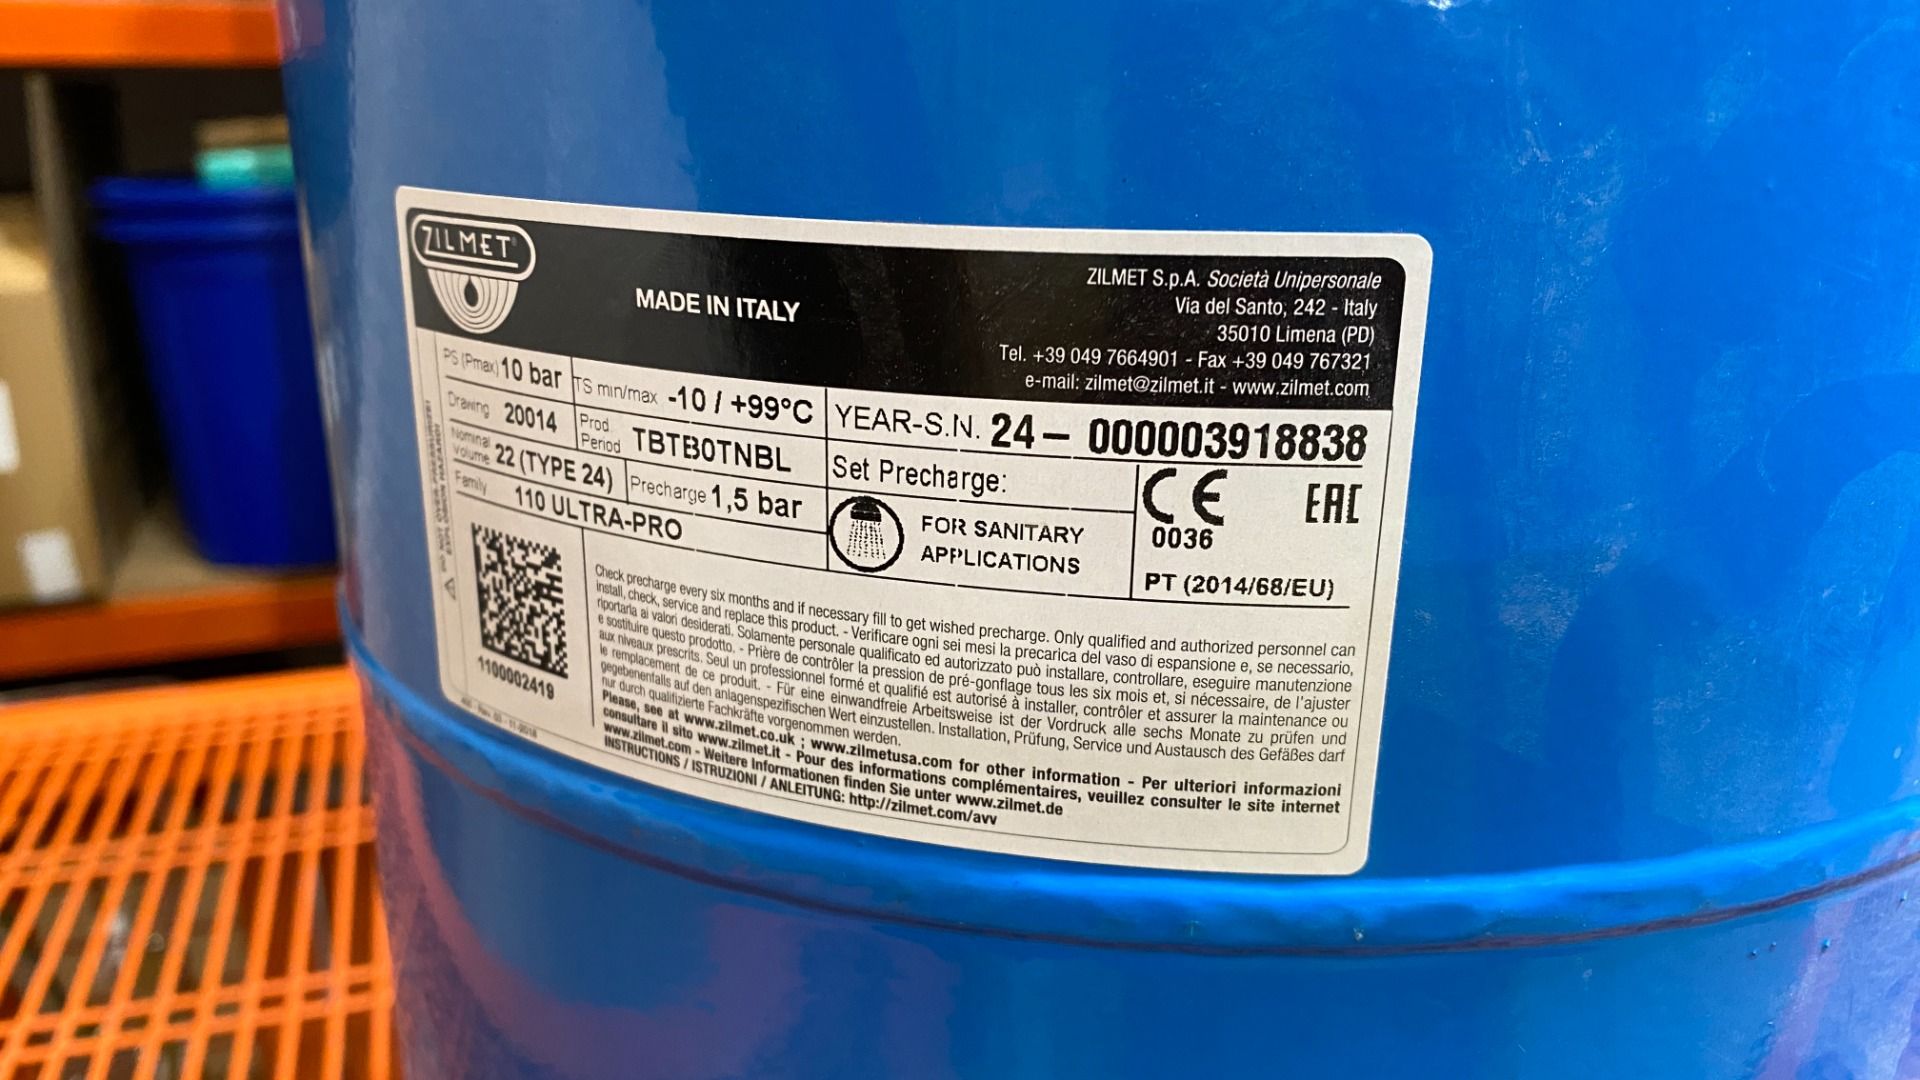 ZILMET
MADE IN ITALY
ZILMET S.p.A. Società Unipersonale
Via del Santo, 242 - Italy
35010 Limena (PD)
Tel. +39 049 7664901 - Fax +39 049 767321
e-mail: zilmet@zilmet.it - www.zilmet.com
PS (Pmax) 10 bar TS min/max -10 / +99°C
YEAR-S.N. 24 – 000003918838
Drawing 20014 Prod. Period TBTB0TNBL
Nominal Volume 22 (TYPE 24) Precharge 1,5 bar
Set Precharge:
Family 110 ULTRA-PRO
FOR SANITARY
APPLICATIONS
CE EAC
0036
PT (2014/68/EU)
1100002419
Check precharge every six months and if necessary fill to get wished precharge. Only qualified and authorized personnel can
install, check, service and replace this product. - Verificare ogni sei mesi la precarica del vaso di espansione e, se necessario,
riportarla ai valori desiderati. Solamente personale qualificato ed autorizzato può installare, controllare, eseguire manutenzione
e sostituire questo prodotto. - Prière de contrôler la pression de pré-gonflage tous les six mois et, si nécessaire, de l'ajuster
aux niveaux prescrits. Seul un professionnel formé et qualifié est autorisé à installer, contrôler et assurer la maintenance ou
le remplacement de ce produit. - Für eine einwandfreie Arbeitsweise ist der Vordruck alle sechs Monate zu prüfen und
gegebenenfalls auf den anlagenspezifischen Wert einzustellen. Installation, Prüfung, Service und Austausch des Gefäßes darf
nur durch qualifizierte Fachkräfte vorgenommen werden.
Please, see at www.zilmet.co.uk ; www.zilmetusa.com for other information - Per ulteriori informazioni
consultare il sito www.zilmet.it - Pour des informations complémentaires, veuillez consulter le site internet
www.zilmet.com - Weitere Informationen finden Sie unter www.zilmet.de
INSTRUCTIONS / ISTRUZIONI / ANLEITUNG: http://zilmet.com/avv